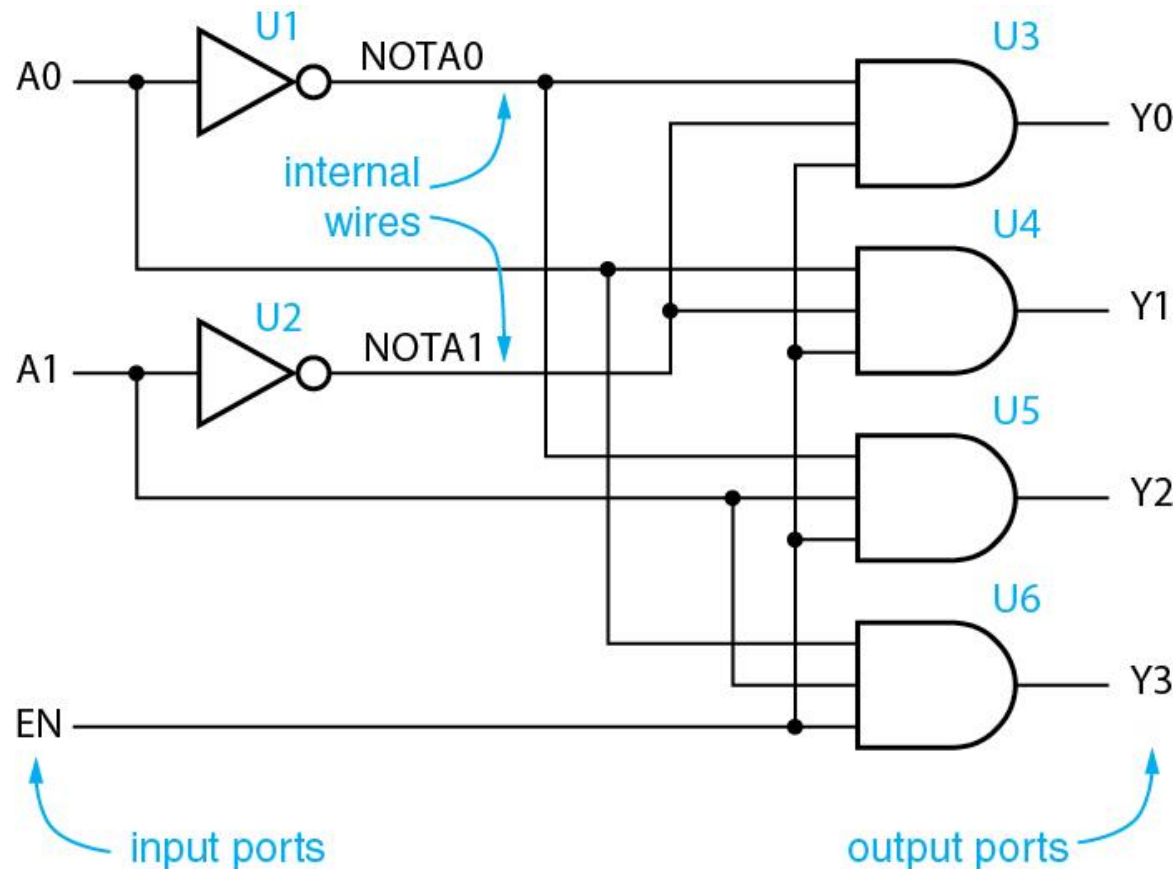 U1
U3
A0
NOTA0
Y0
internal
wires
U4
U2
Y1
A1
NOTA1
U5
Y2
U6
Y3
EN
input ports
output ports